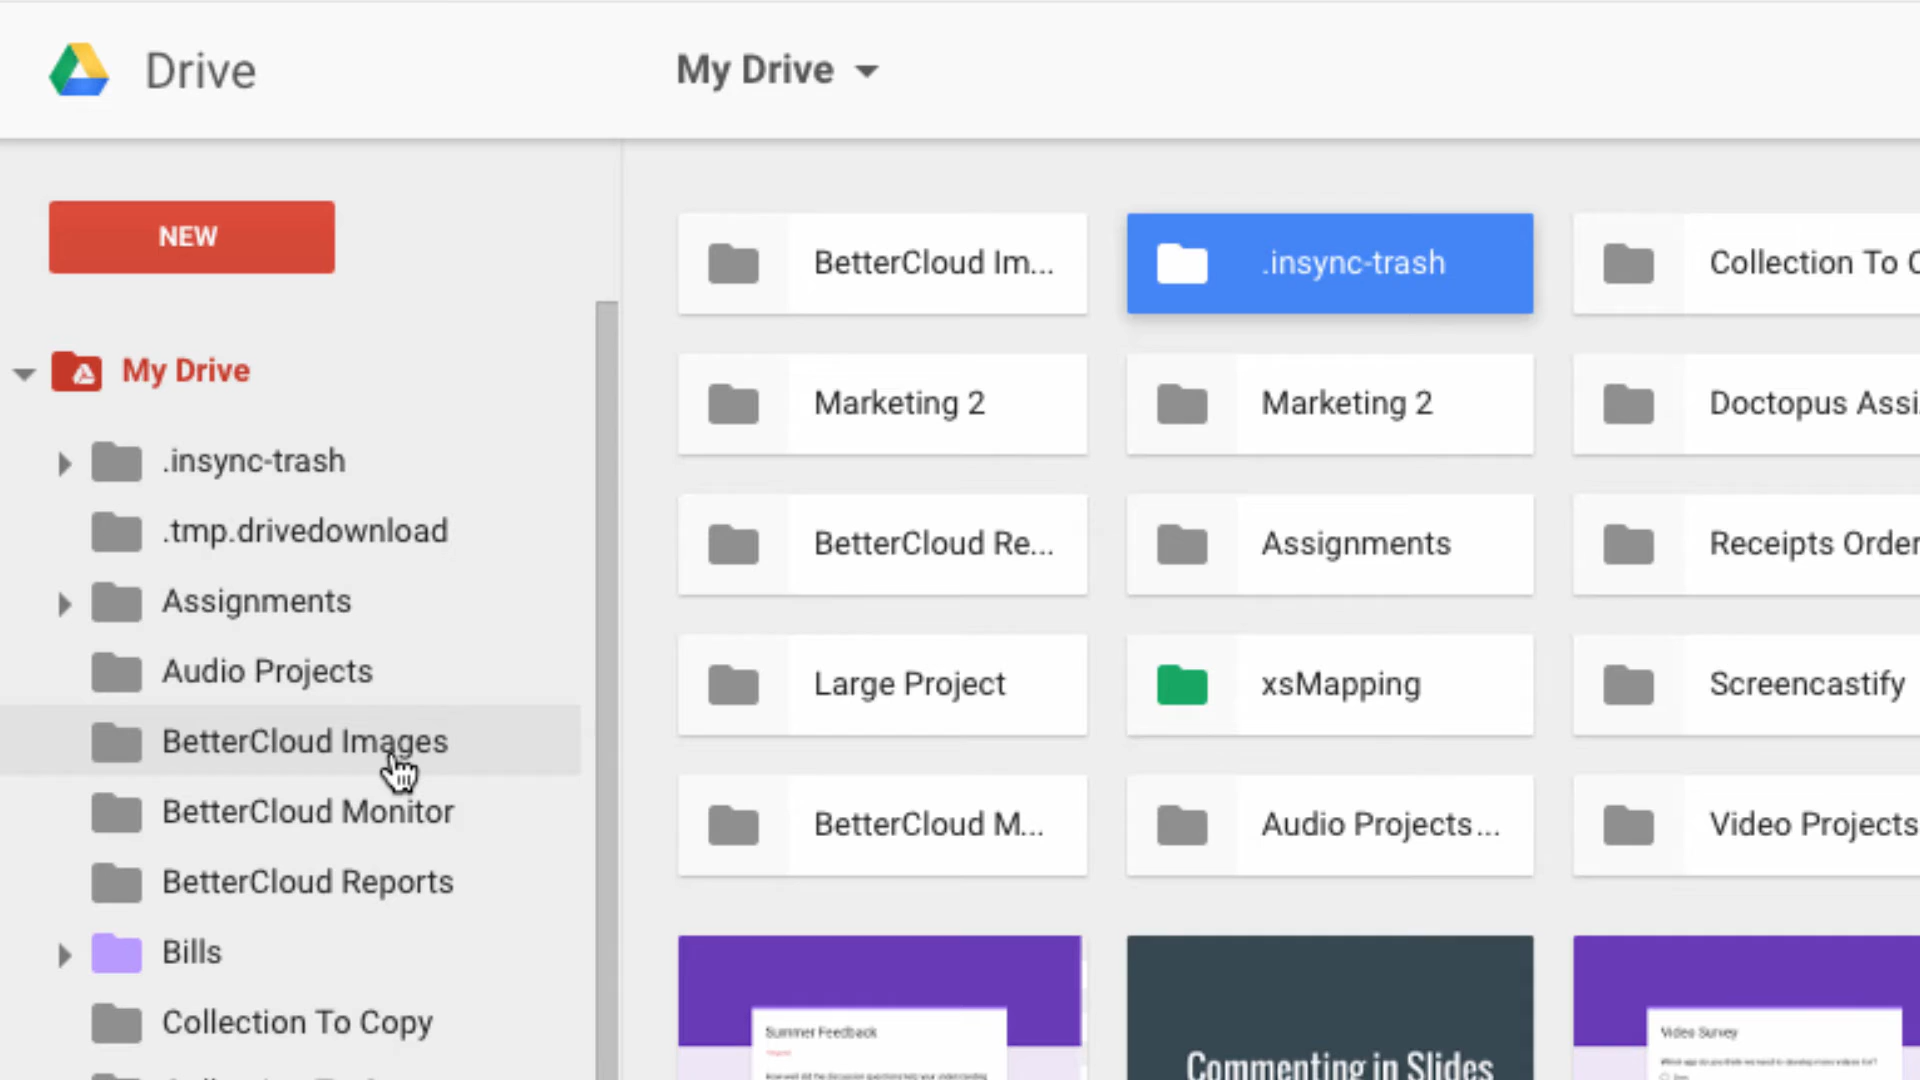 Drive
My Drive
NEW
My Drive
.insync-trash
.tmp.drivedownload
Assignments
Audio Projects
BetterCloud Images
BetterCloud Monitor
BetterCloud Reports
Bills
Collection To Copy
BetterCloud Im...
.insync-trash
Collection To C
Marketing 2
Marketing 2
Doctopus Assi
BetterCloud Re...
Assignments
Receipts Order
Large Project
xsMapping
Screencastify
BetterCloud M...
Audio Projects...
Video Projects
Summer Feedback
Commenting in Slides
Video Survey